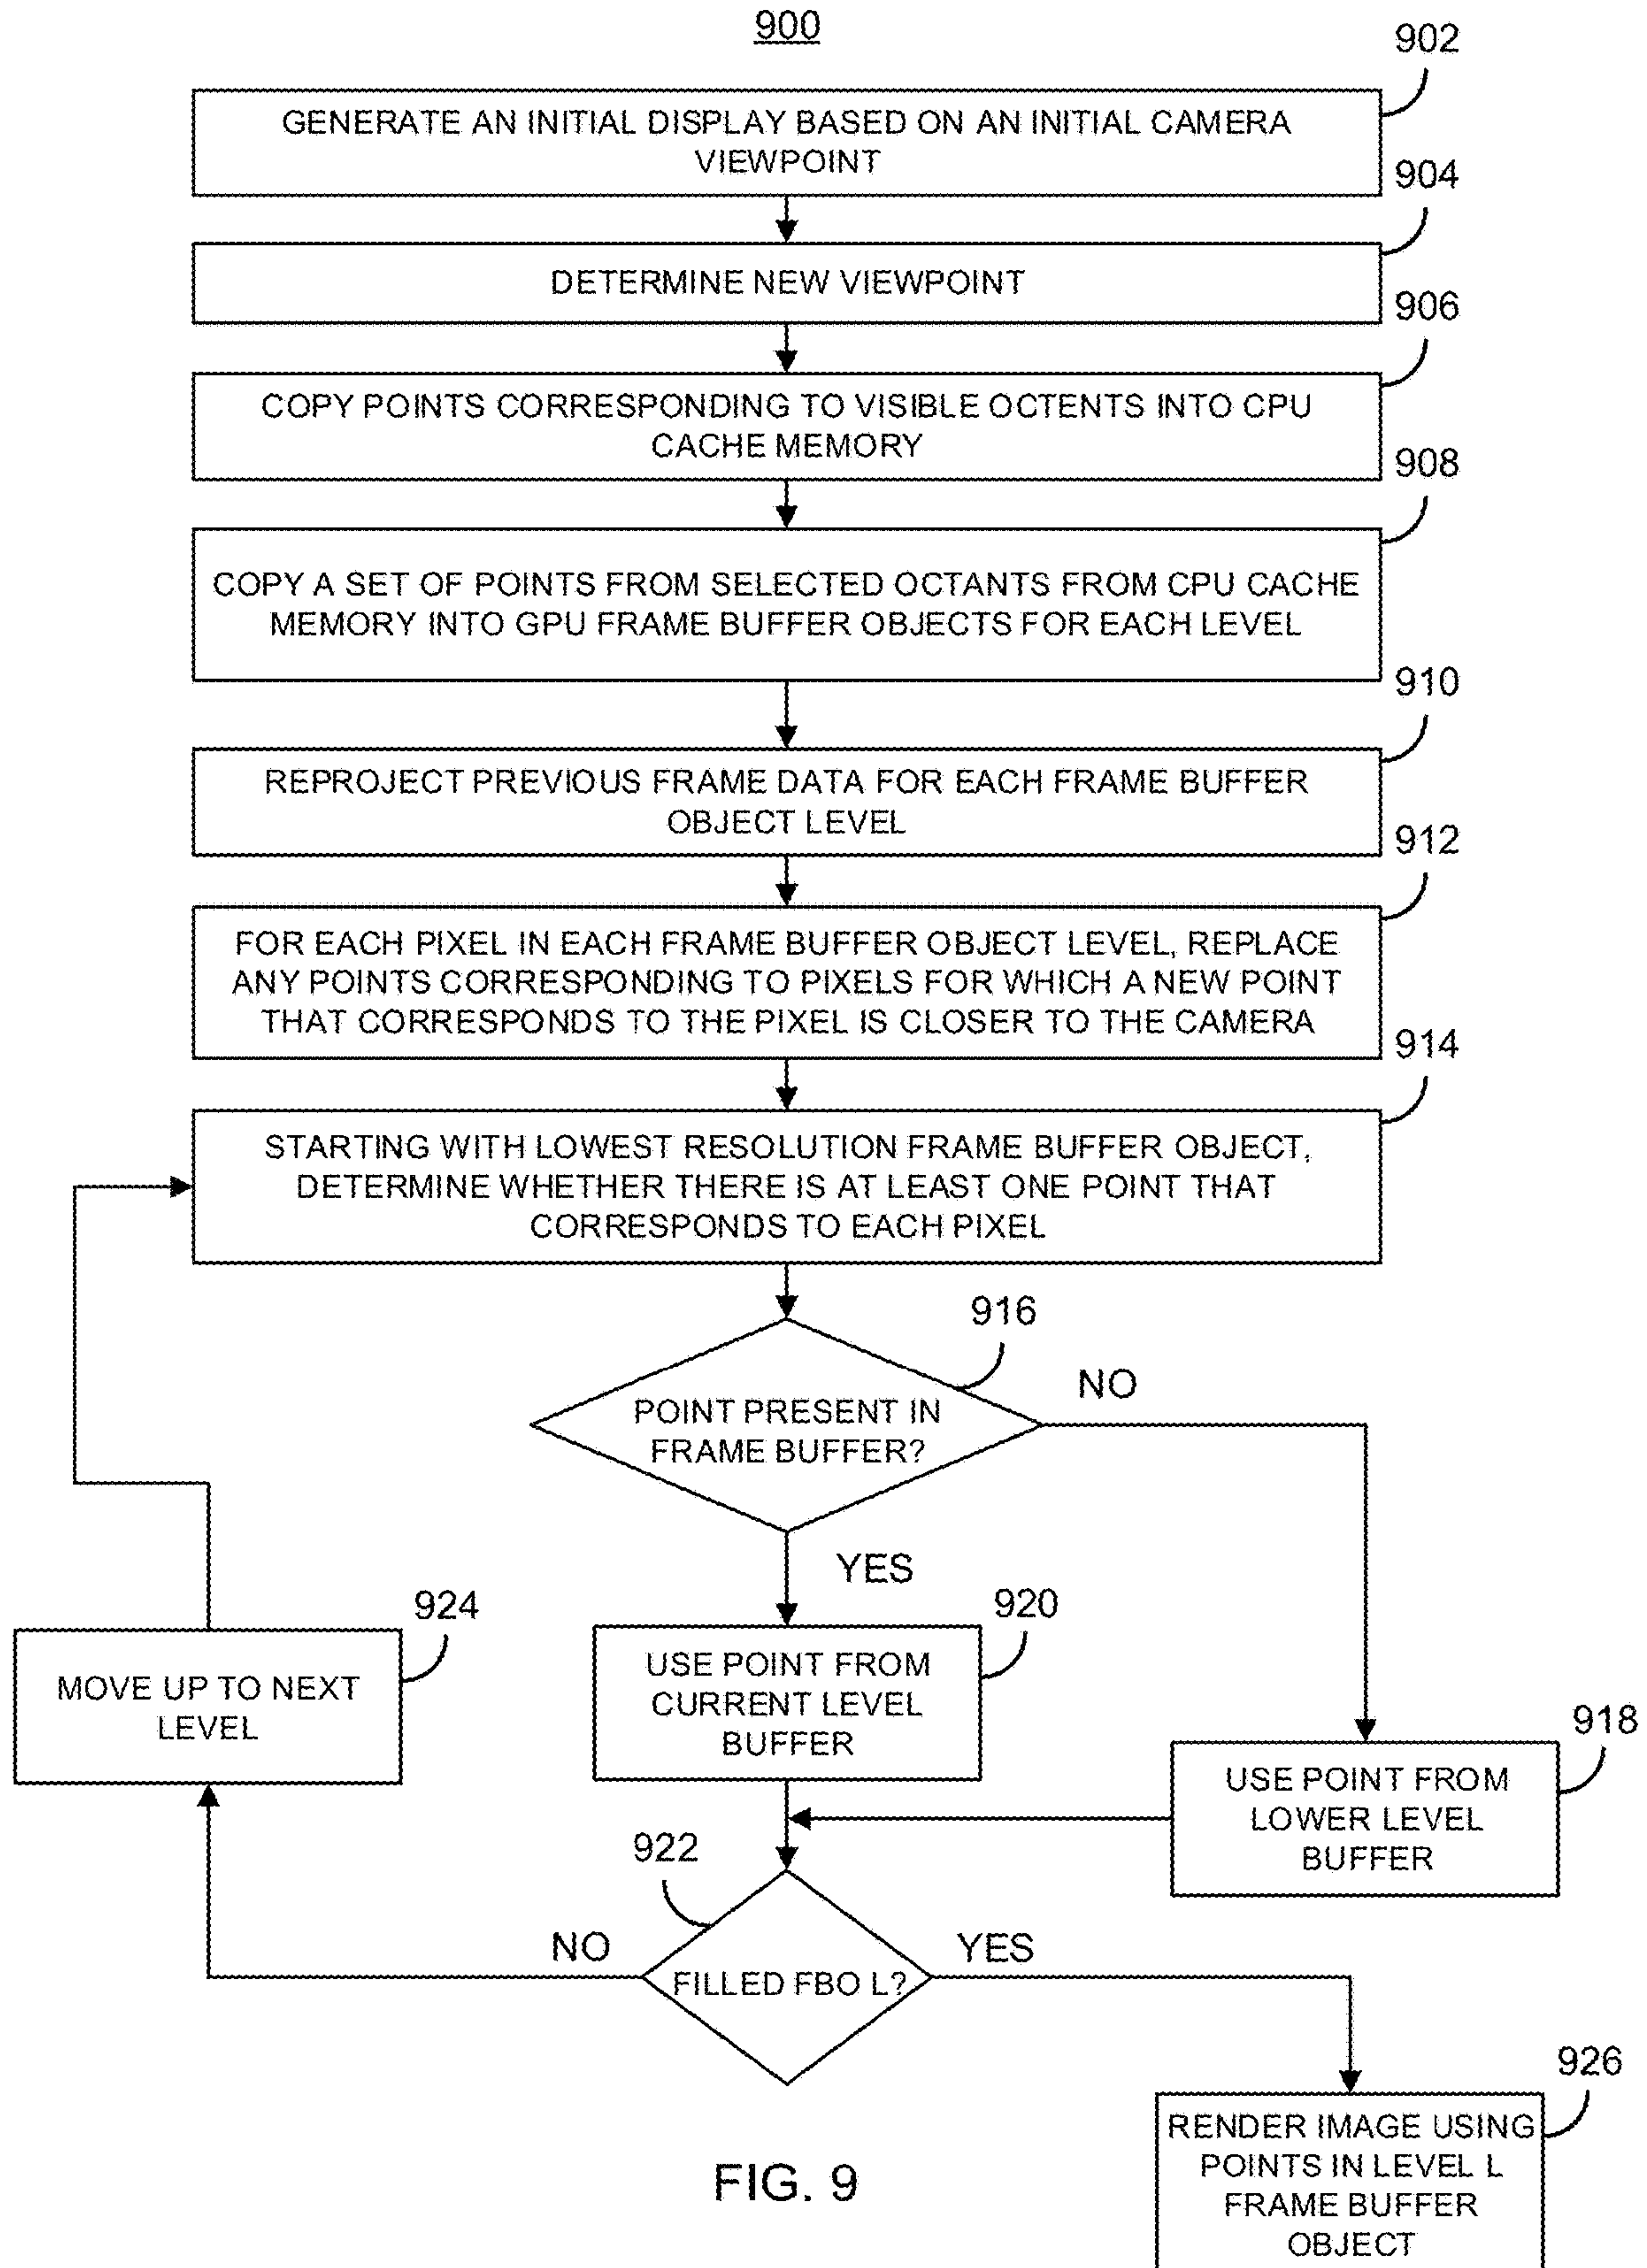 900
902
GENERATE AN INITIAL DISPLAY BASED ON AN INITIAL CAMERA
VIEWPOINT
904
DETERMINE NEW VIEWPOINT
906
COPY POINTS CORRESPONDING TO VISIBLE OCTENTS INTO CPU
CACHE MEMORY
908
COPY A SET OF POINTS FROM SELECTED OCTANTS FROM CPU CACHE
MEMORY INTO GPU FRAME BUFFER OBJECTS FOR EACH LEVEL
910
REPROJECT PREVIOUS FRAME DATA FOR EACH FRAME BUFFER
OBJECT LEVEL
912
FOR EACH PIXEL IN EACH FRAME BUFFER OBJECT LEVEL, REPLACE
ANY POINTS CORRESPONDING TO PIXELS FOR WHICH A NEW POINT
THAT CORRESPONDS TO THE PIXEL IS CLOSER TO THE CAMERA
914
STARTING WITH LOWEST RESOLUTION FRAME BUFFER OBJECT,
DETERMINE WHETHER THERE IS AT LEAST ONE POINT THAT
CORRESPONDS TO EACH PIXEL
916
POINT PRESENT IN
FRAME BUFFER?
NO
YES
924
MOVE UP TO NEXT
LEVEL
920
USE POINT FROM
CURRENT LEVEL
BUFFER
918
USE POINT FROM
LOWER LEVEL
BUFFER
922
FILLED FBO L?
NO
YES
926
RENDER IMAGE USING
POINTS IN LEVEL L
FRAME BUFFER
OBJECT
FIG. 9